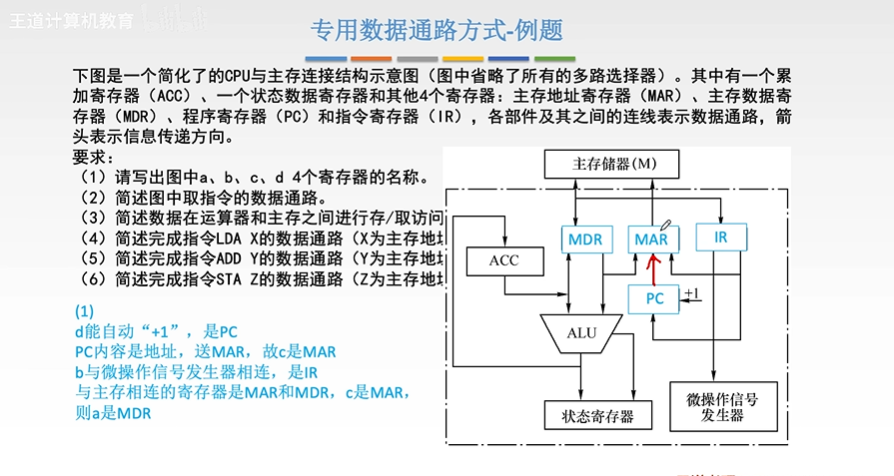 王道计算机教育
专用数据通路方式-例题
下图是一个简化了的CPU与主存连接结构示意图（图中省略了所有的多路选择器）。其中有一个累
加寄存器（ACC）、一个状态数据寄存器和其他4个寄存器：主存地址寄存器（MAR）、主存数据寄
存器（MDR）、程序寄存器（PC）和指令寄存器（IR），各部件及其之间的连线表示数据通路，箭
头表示信息传递方向。
要求：
（1）请写出图中a、b、c、d 4个寄存器的名称。
（2）简述图中取指令的数据通路。
（3）简述数据在运算器和主存之间进行存/取访问
（4）简述完成指令LDA X的数据通路（X为主存地
（5）简述完成指令ADD Y的数据通路（Y为主存地
（6）简述完成指令STA Z的数据通路（Z为主存地
(1)
d能自动“+1”，是PC
PC内容是地址，送MAR，故c是MAR
b与微操作信号发生器相连，是IR
与主存相连的寄存器是MAR和MDR，c是MAR，
则a是MDR
主存储器(M)
MDR
MAR
IR
ACC
PC
+1
ALU
状态寄存器
微操作信号
发生器